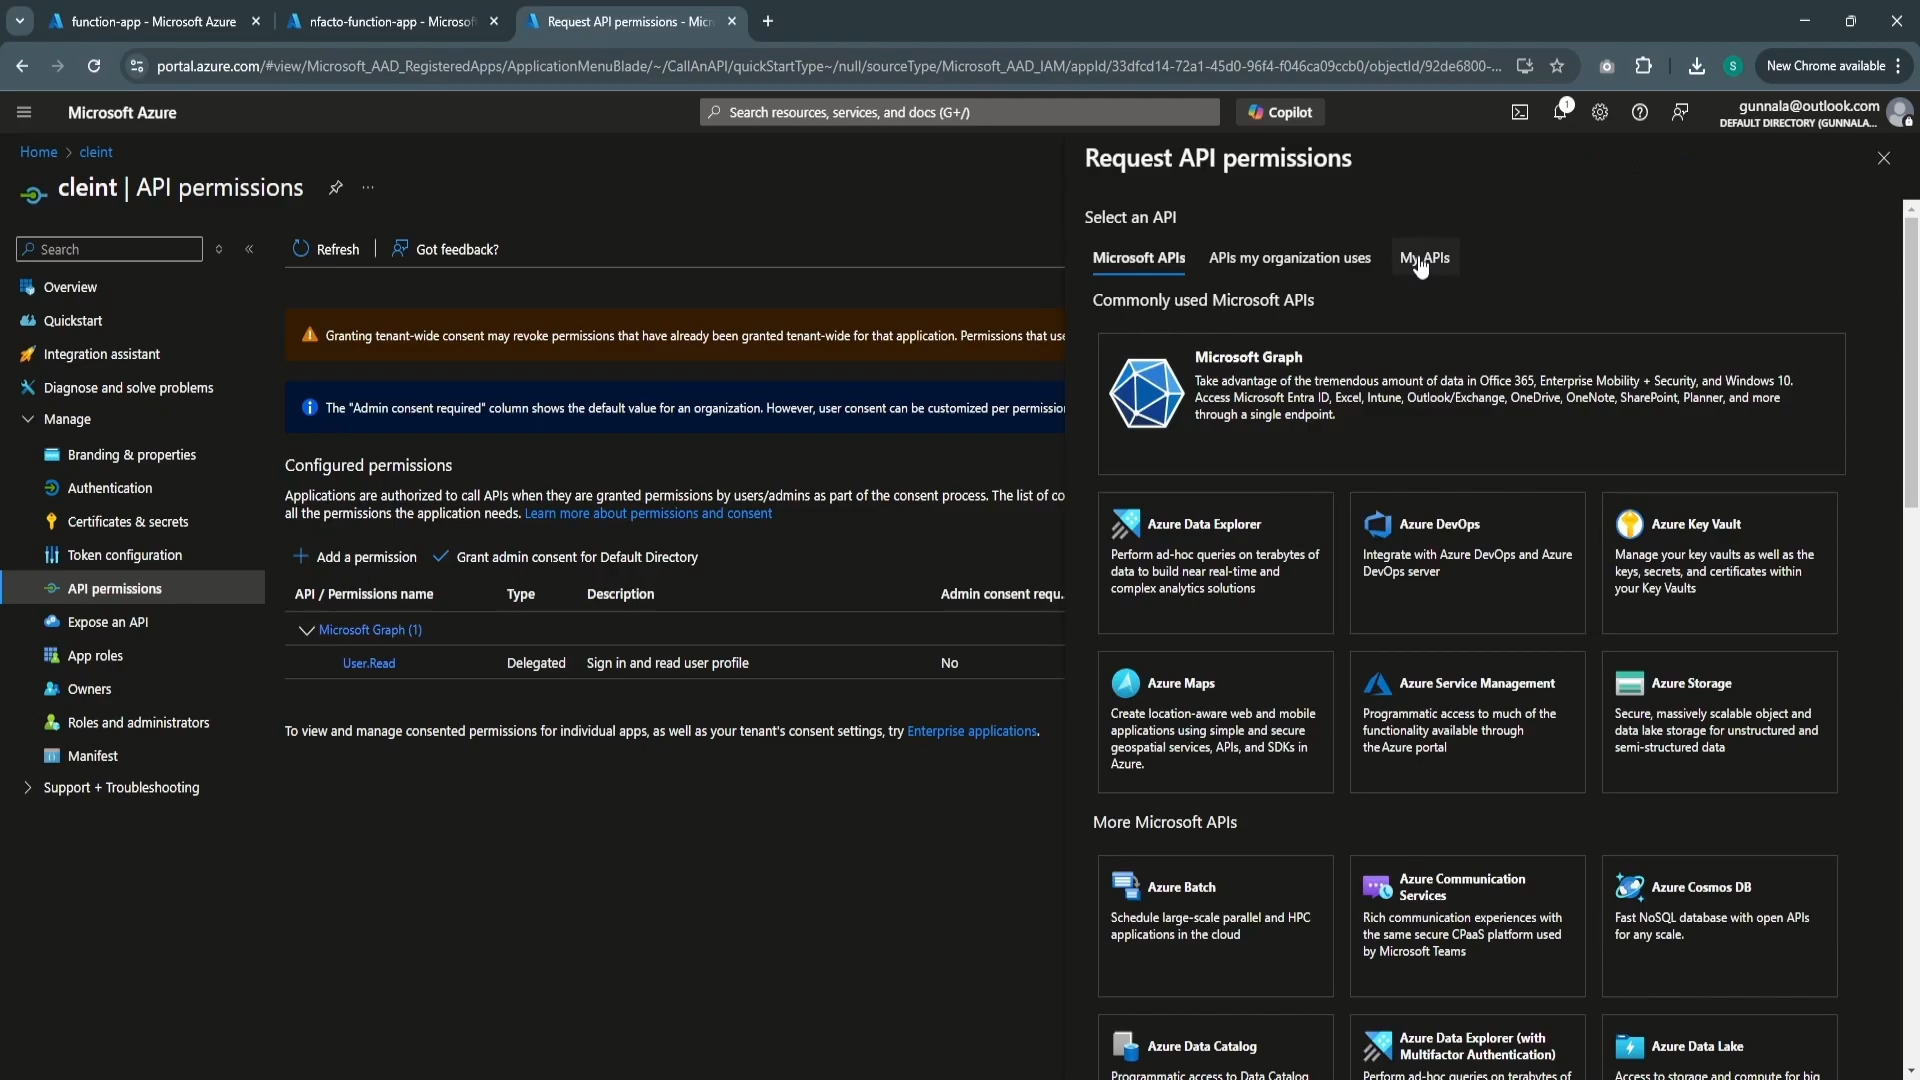 function-app - Microsoft Azure
nfacto-function-app - Microsof
Request API permissions - Micr
portal.azure.com/#view/Microsoft_AAD_RegisteredApps/ApplicationMenuBlade/~/CallAnAPI/quickStartType~/null/sourceType/Microsoft_AAD_IAM/appId/33dfcd14-72a1-45d0-96f4-f046ca09ccb0/objectId/92de6800-...
S
New Chrome available
Microsoft Azure
Search resources, services, and docs (G+/)
Copilot
1
gunnala@outlook.com
DEFAULT DIRECTORY (GUNNALA...
Home > cleint
cleint | API permissions
Search
Refresh
Got feedback?
Overview
Quickstart
Integration assistant
Diagnose and solve problems
Manage
Branding & properties
Authentication
Certificates & secrets
Token configuration
API permissions
Expose an API
App roles
Owners
Roles and administrators
Manifest
Support + Troubleshooting
Granting tenant-wide consent may revoke permissions that have already been granted tenant-wide for that application. Permissions that use
The "Admin consent required" column shows the default value for an organization. However, user consent can be customized per permissio
Configured permissions
Applications are authorized to call APIs when they are granted permissions by users/admins as part of the consent process. The list of co
all the permissions the application needs. Learn more about permissions and consent
Add a permission
Grant admin consent for Default Directory
API / Permissions name
Type
Description
Admin consent requ...
Microsoft Graph (1)
User.Read
Delegated
Sign in and read user profile
No
To view and manage consented permissions for individual apps, as well as your tenant's consent settings, try Enterprise applications.
Request API permissions
Select an API
Microsoft APIs
APIs my organization uses
My APIs
Commonly used Microsoft APIs
Microsoft Graph
Take advantage of the tremendous amount of data in Office 365, Enterprise Mobility + Security, and Windows 10.
Access Microsoft Entra ID, Excel, Intune, Outlook/Exchange, OneDrive, OneNote, SharePoint, Planner, and more
through a single endpoint.
Azure Data Explorer
Perform ad-hoc queries on terabytes of
data to build near real-time and
complex analytics solutions
Azure DevOps
Integrate with Azure DevOps and Azure
DevOps server
Azure Key Vault
Manage your key vaults as well as the
keys, secrets, and certificates within
your Key Vaults
Azure Maps
Create location-aware web and mobile
applications using simple and secure
geospatial services, APIs, and SDKs in
Azure.
Azure Service Management
Programmatic access to much of the
functionality available through
the Azure portal
Azure Storage
Secure, massively scalable object and
data lake storage for unstructured and
semi-structured data
More Microsoft APIs
Azure Batch
Schedule large-scale parallel and HPC
applications in the cloud
Azure Communication
Services
Rich communication experiences with
the same secure CPaaS platform used
by Microsoft Teams
Azure Cosmos DB
Fast NoSQL database with open APIs
for any scale.
Azure Data Catalog
Programmatic access to Data Catalog
Azure Data Explorer (with
Multifactor Authentication)
Perform ad-hoc queries on terabytes of
Azure Data Lake
Access to storage and compute for big